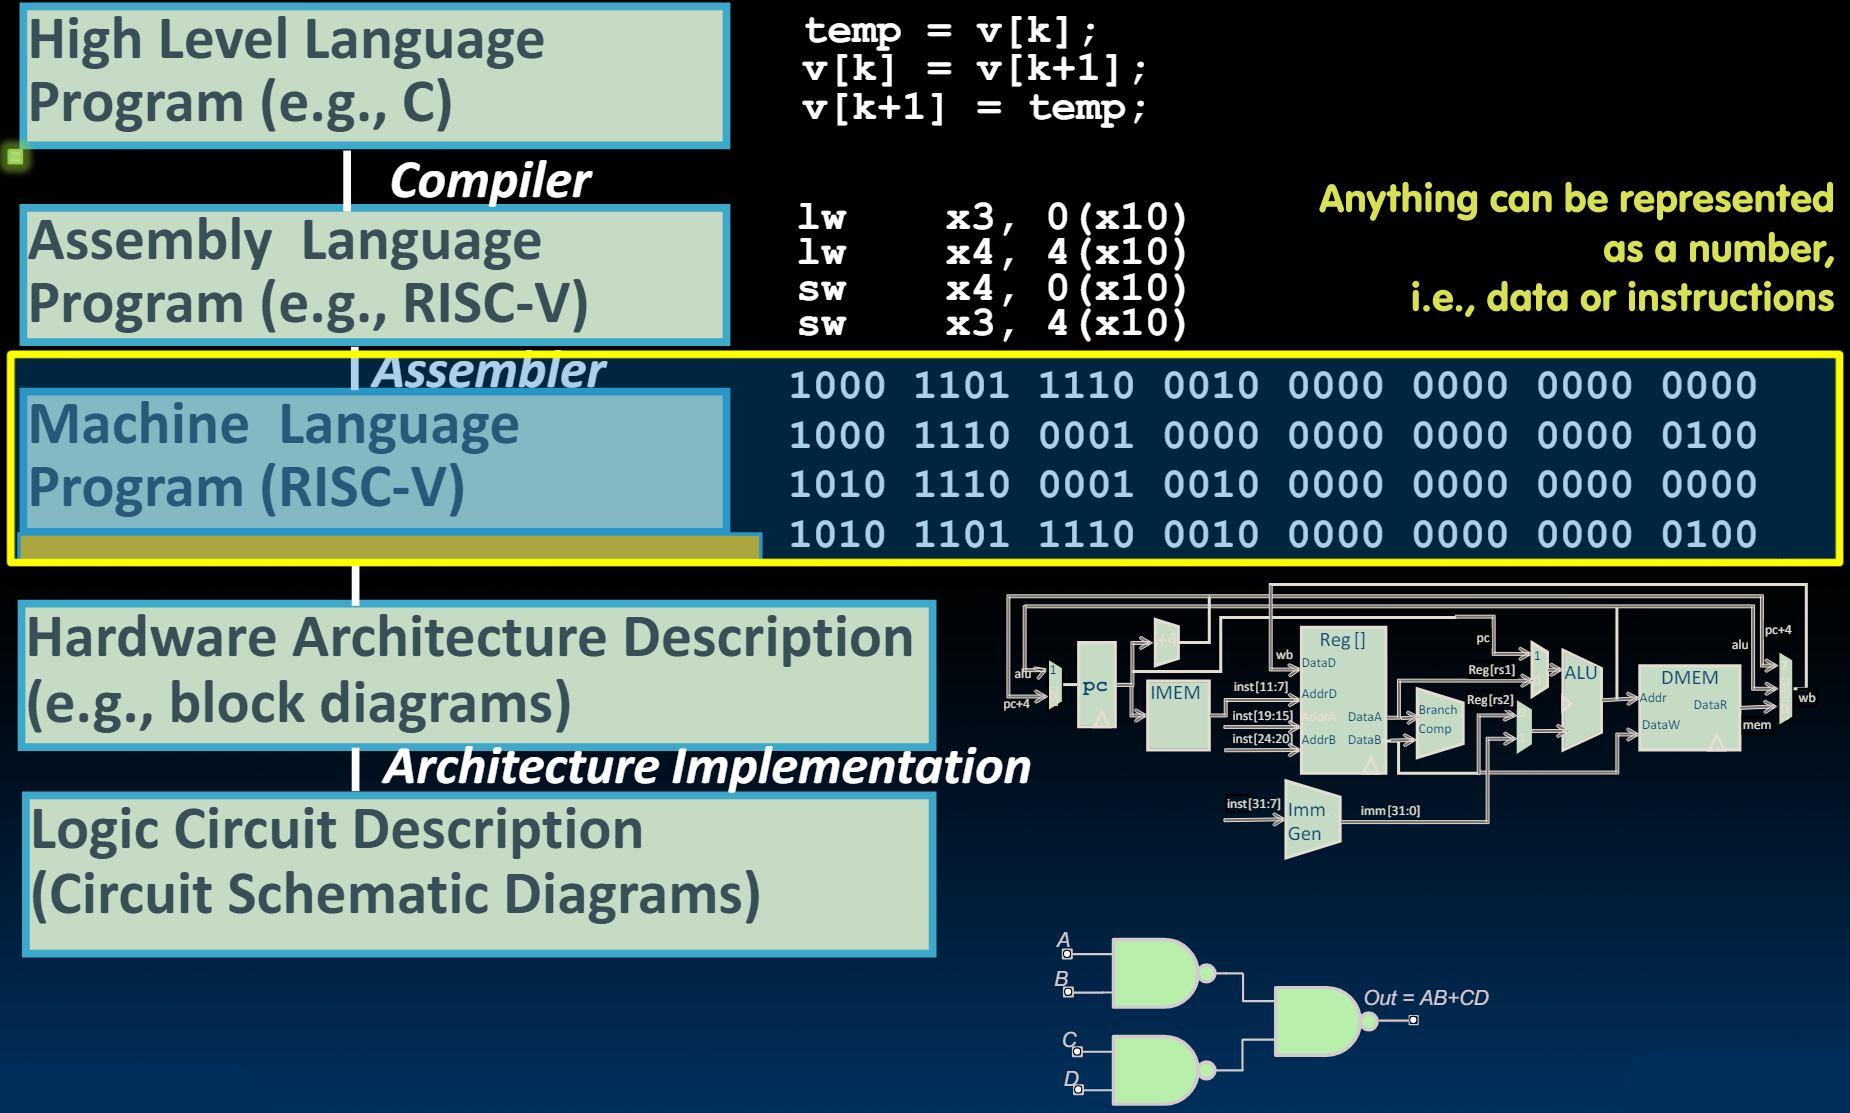 High Level Language
Program (e.g., C)
temp = v[k];
v[k] = v[k+1];
v[k+1] = temp;
Compiler
Assembly Language
Program (e.g., RISC-V)
lw x3, 0(x10)
lw x4, 4(x10)
sw x4, 0(x10)
sw x3, 4(x10)
Anything can be represented
as a number,
i.e., data or instructions
Assembler
Machine Language
Program (RISC-V)
1000 1101 1110 0010 0000 0000 0000 0000
1000 1110 0001 0000 0000 0000 0000 0100
1010 1110 0001 0010 0000 0000 0000 0000
1010 1101 1110 0010 0000 0000 0000 0100
Hardware Architecture Description
(e.g., block diagrams)
alu
pc+4
1
pc
+4
IMEM
wb
inst[11:7]
inst[19:15]
inst[24:20]
Reg []
DataD
AddrD
AddrA
AddrB
DataA
DataB
pc
Reg[rs1]
Reg[rs2]
Branch
Comp
1
ALU
DMEM
Addr
DataR
DataW
alu
pc+4
mem
wb
inst[31:7]
Imm
Gen
imm[31:0]
Architecture Implementation
Logic Circuit Description
(Circuit Schematic Diagrams)
A
B
C
D
Out = AB+CD